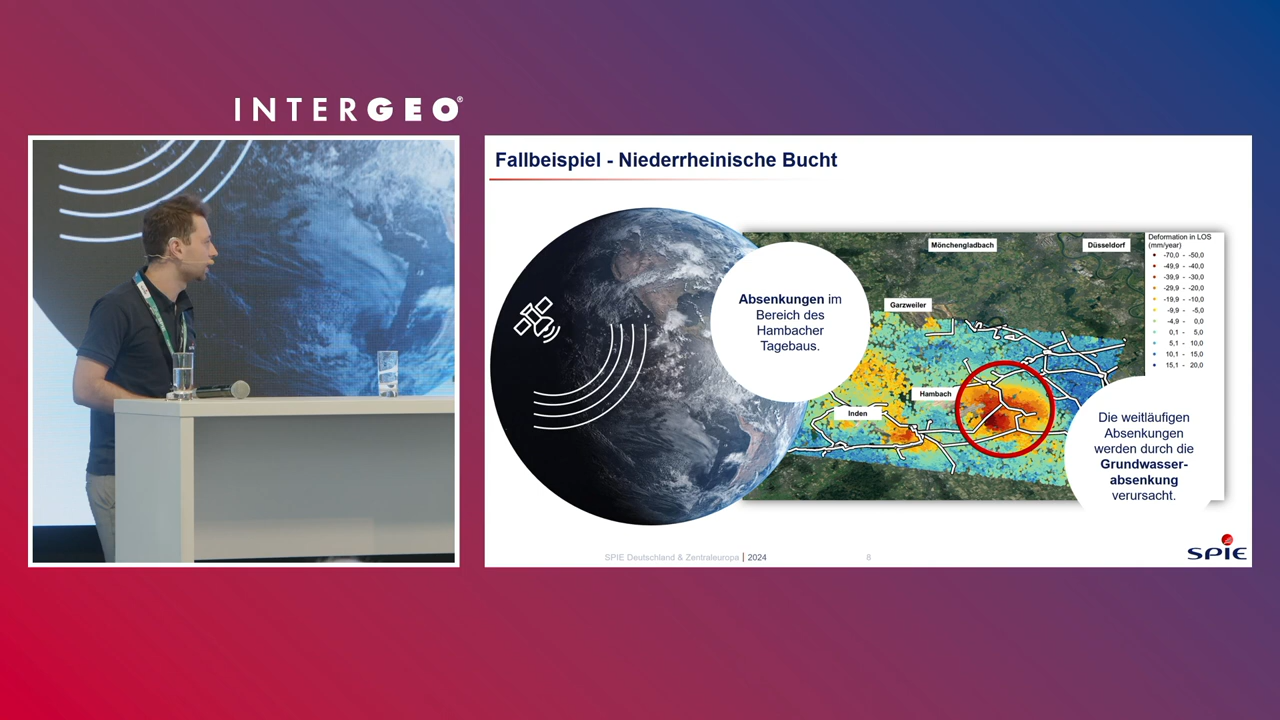 INTERGEO®
Fallbeispiel - Niederrheinische Bucht
Mönchengladbach
Düsseldorf
Deformation in LOS
(mm/year)
-70,0 - -50,0
-49,9 - -40,0
-39,9 - -30,0
-29,9 - -20,0
-19,9 - -10,0
-9,9 - -5,0
-4,9 - 0,0
0,1 - 5,0
5,1 - 10,0
10,1 - 15,0
15,1 - 20,0
Absenkungen im
Bereich des
Hambacher
Tagebaus.
Garzweiler
Hambach
Inden
Die weitläufigen
Absenkungen
werden durch die
Grundwasser-
absenkung
verursacht.
SPIE Deutschland & Zentraleuropa | 2024
8
SPIE